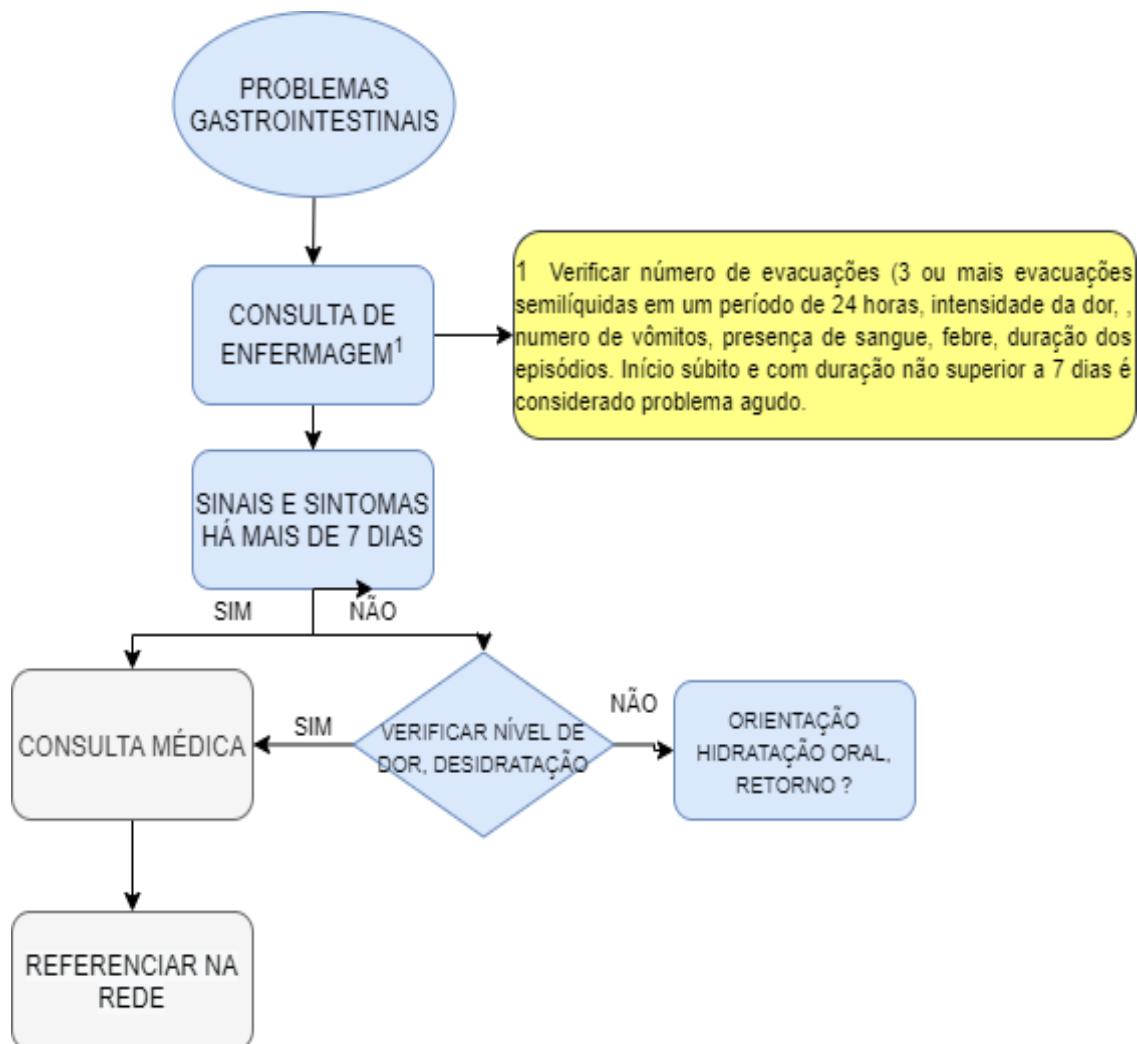 PROBLEMAS
GASTROINTESTINAIS
CONSULTA DE
ENFERMAGEM1
1 Verificar número de evacuações (3 ou mais evacuações
semilíquidas em um período de 24 horas, intensidade da dor, ,
numero de vômitos, presença de sangue, febre, duração dos
episódios. Início súbito e com duração não superior a 7 dias é
considerado problema agudo.
SINAIS E SINTOMAS
HÁ MAIS DE 7 DIAS
SIM
NÃO
CONSULTA MÉDICA
SIM
VERIFICAR NÍVEL DE
DOR, DESIDRATAÇÃO
NÃO
ORIENTAÇÃO
HIDRATAÇÃO ORAL,
RETORNO ?
REFERENCIAR NA
REDE